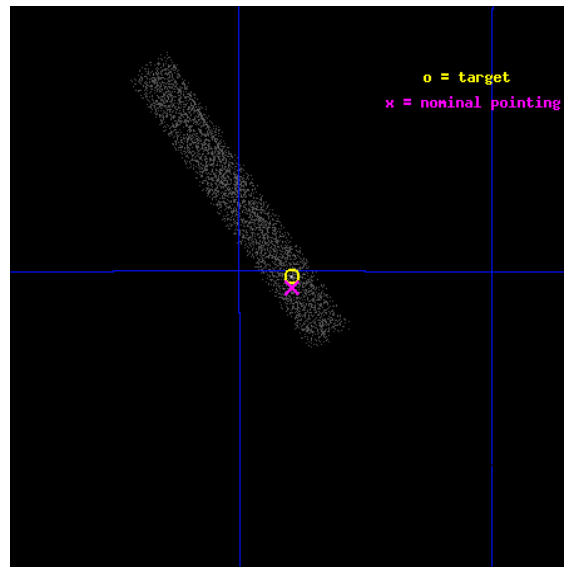 o = target
x = nominal pointing